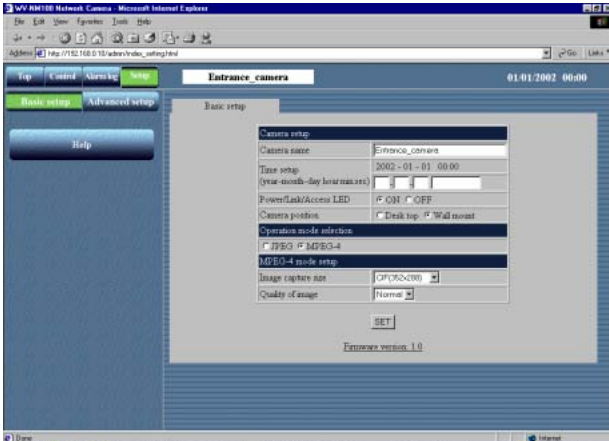 WV-NM100 Network Camera - Microsoft Internet Explorer
File Edit View Favorites Tools Help
Address http://192.168.0.10/admin/index_setting.html Go Links
Top Control Alarm log Setup Entrance_camera 01/01/2002 00:00
Basic setup Advanced setup
Help
Basic setup
Camera setup
Camera name Entrance_camera
Time setup 2002 - 01 - 01 00:00
(year-month-day hour:min:sec)
Power/Link/Access LED ON OFF
Camera position Desk top Wall mount
Operation mode selection
JPEG MPEG-4
MPEG-4 mode setup
Image capture size CIF(352x288)
Quality of image Normal
SET
Firmware version: 1.0
Done Internet